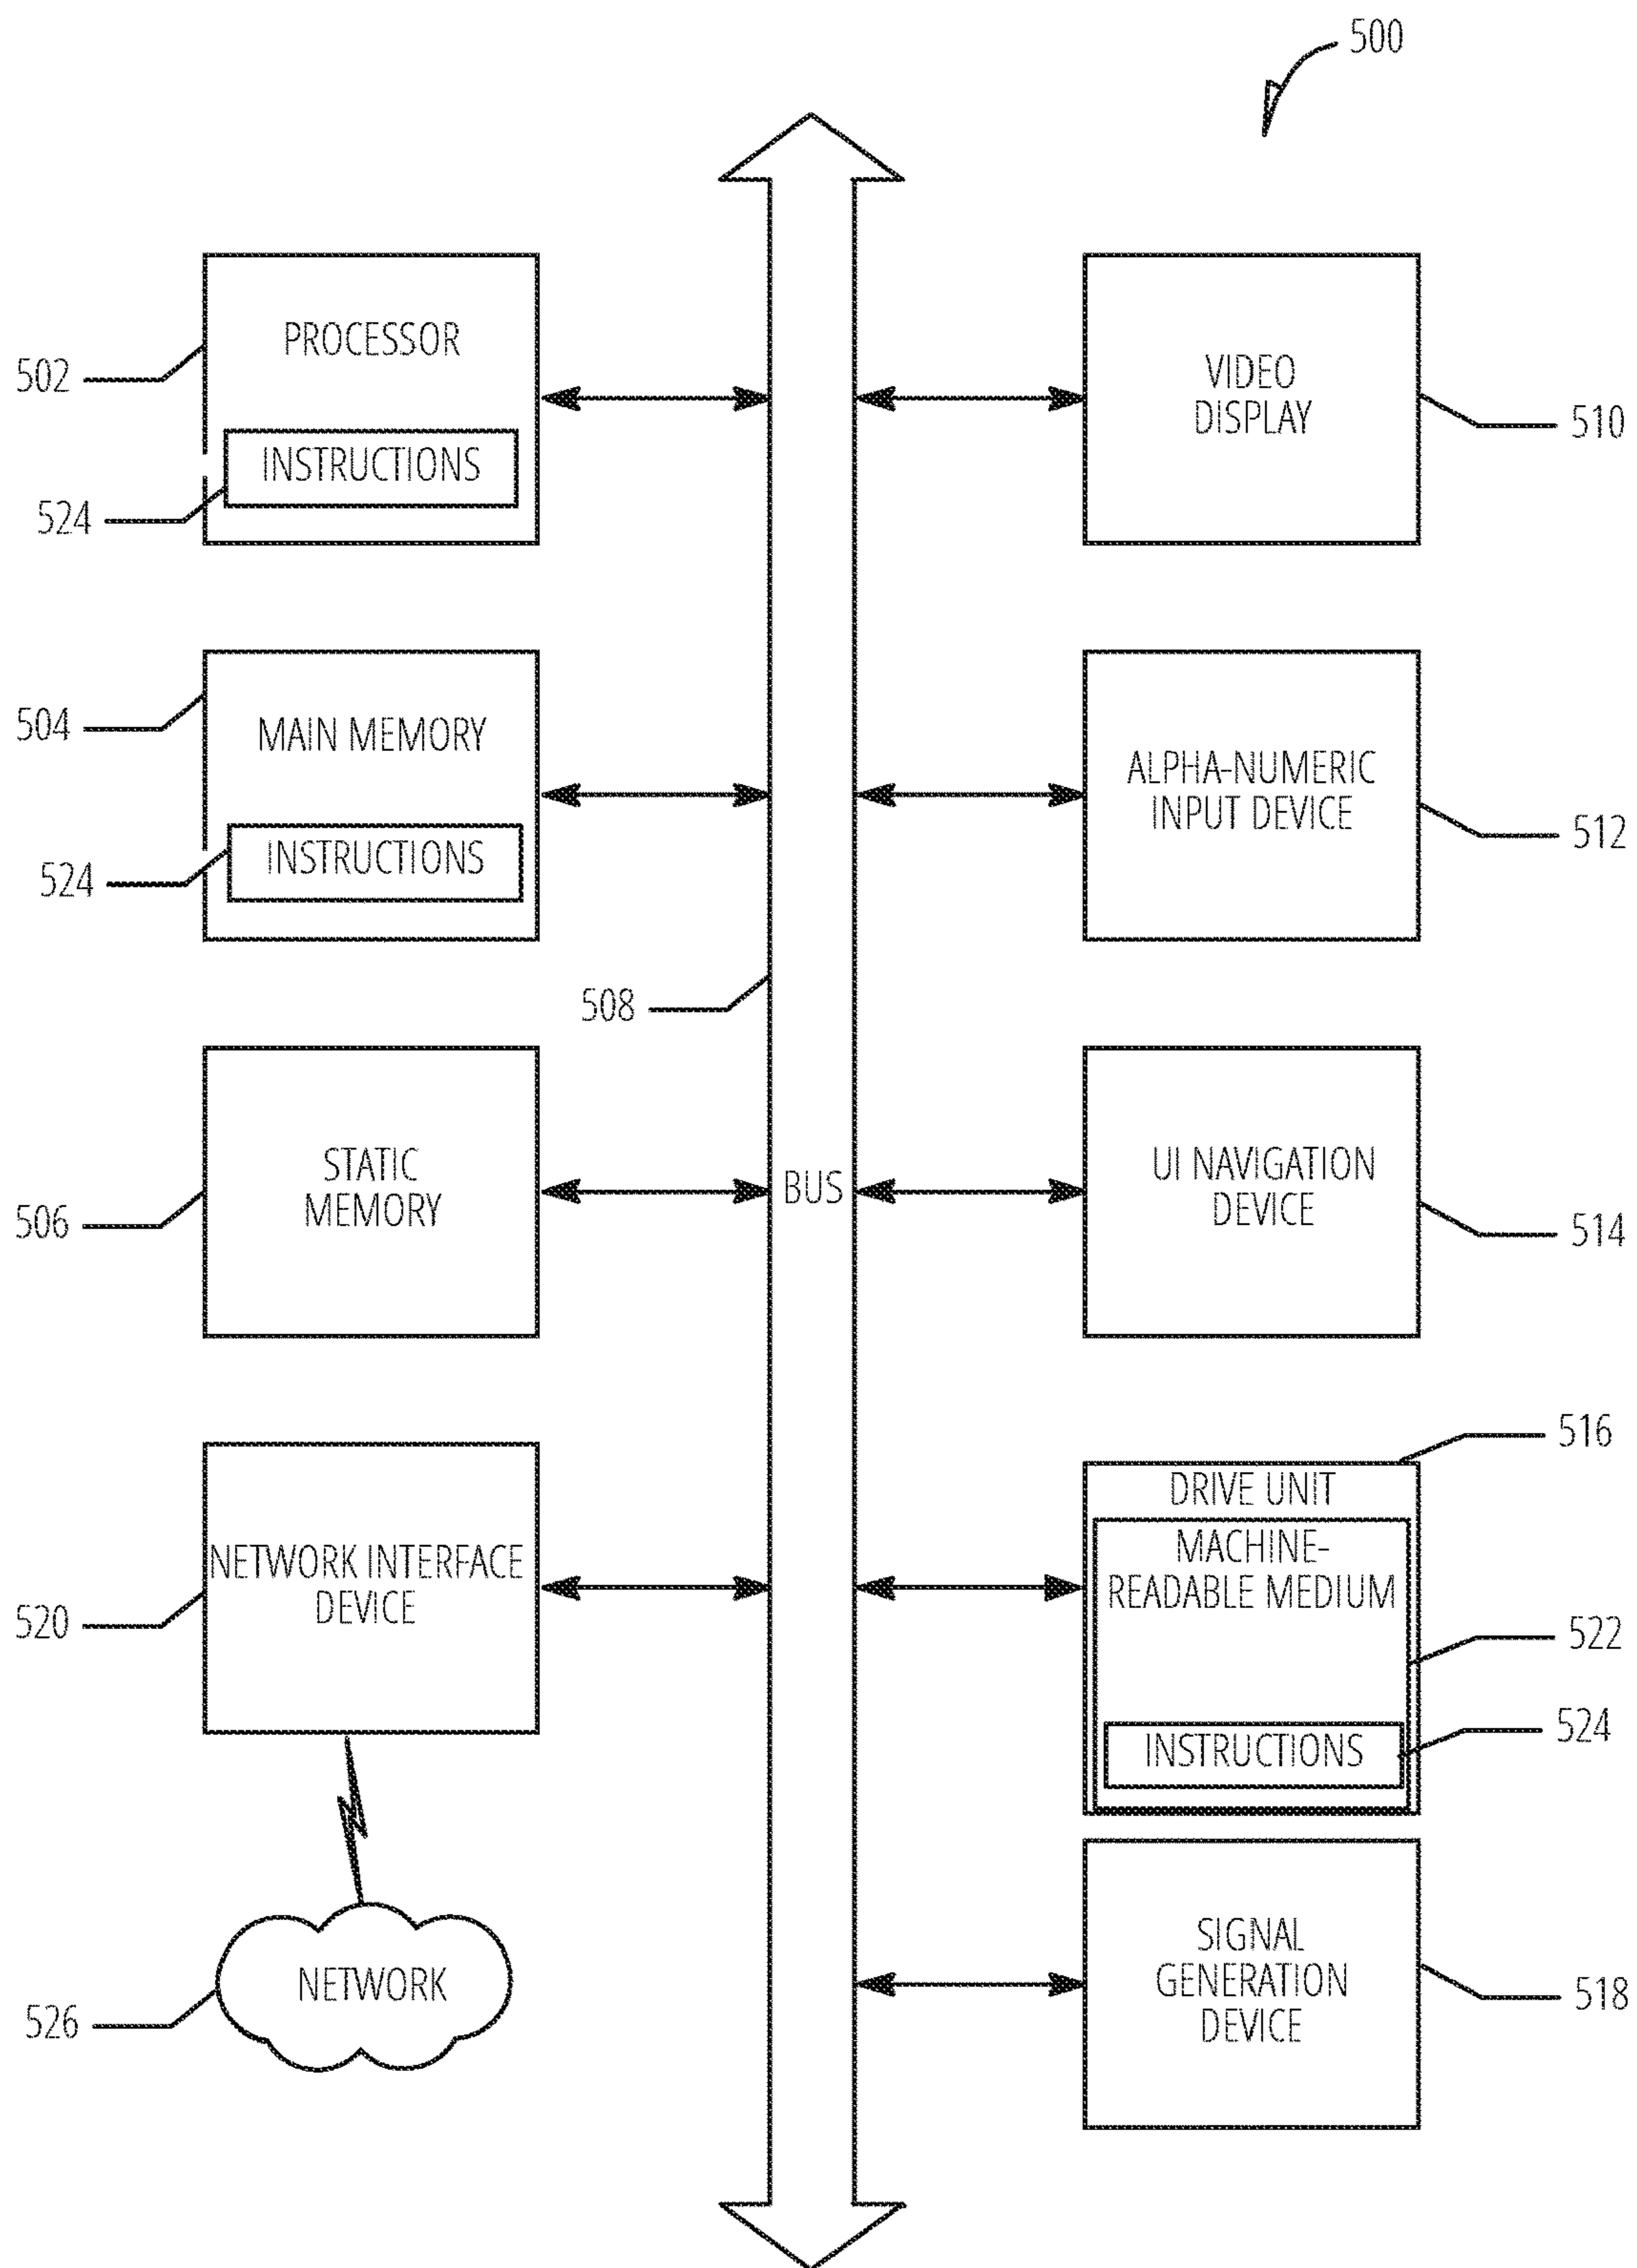 500
PROCESSOR
502
INSTRUCTIONS
524
VIDEO
DISPLAY
510
504
MAIN MEMORY
INSTRUCTIONS
524
ALPHA-NUMERIC
INPUT DEVICE
512
508
STATIC
MEMORY
506
BUS
UI NAVIGATION
DEVICE
514
516
NETWORK INTERFACE
DEVICE
520
DRIVE UNIT
MACHINE-
READABLE MEDIUM
522
INSTRUCTIONS
524
NETWORK
526
SIGNAL
GENERATION
DEVICE
518